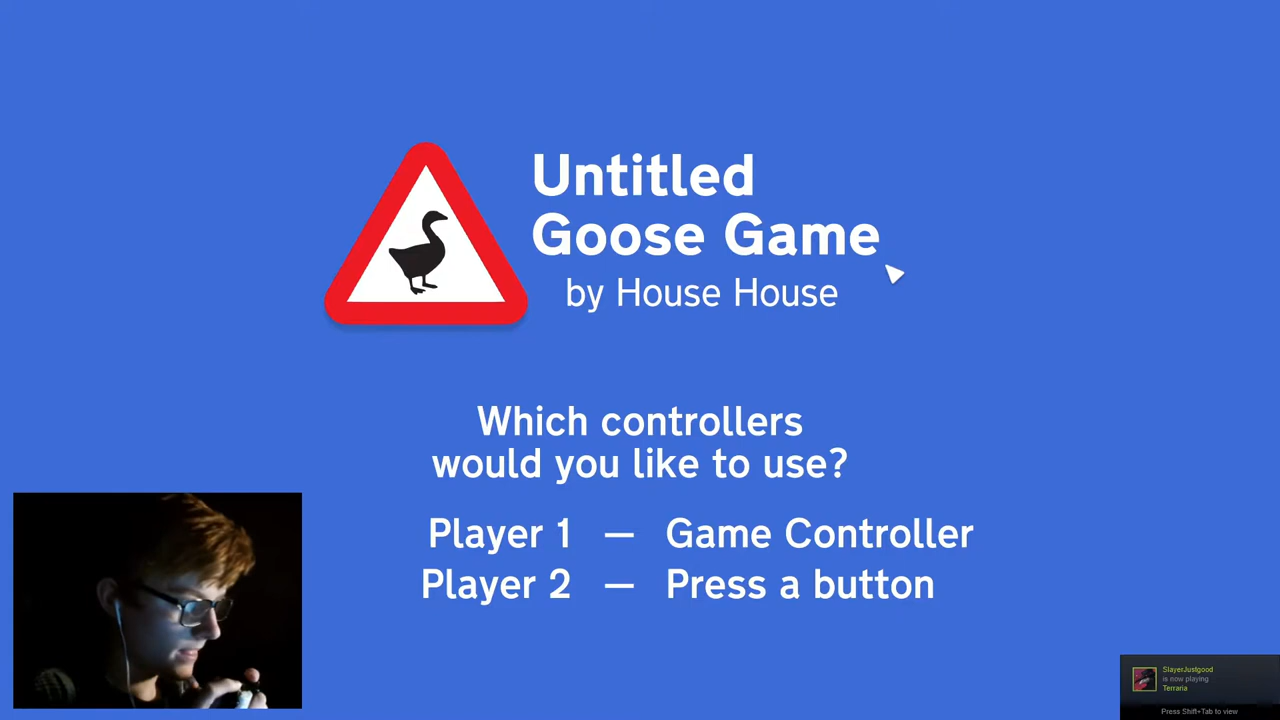 Untitled
Goose Game
by House House
Which controllers
would you like to use?
Player 1 — Game Controller
Player 2 — Press a button
SlayerJustgood
is now playing
Terraria
Press Shift+Tab to view